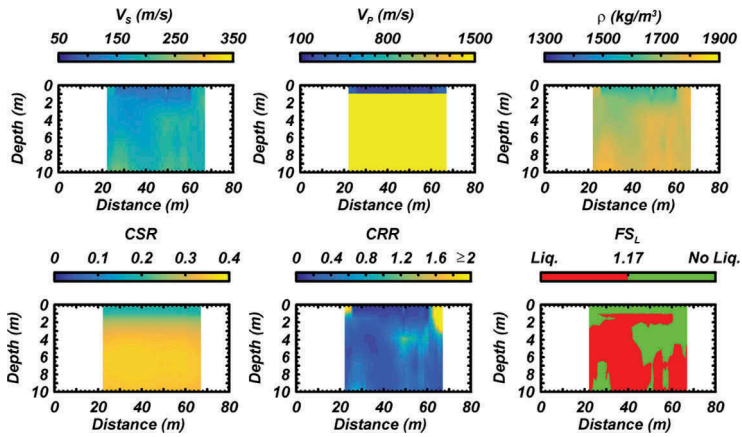 V_S (m/s) V_P (m/s) ρ (kg/m³)
50 150 250 350 100 800 1500 1300 1500 1700 1900
0 0 0
2 2 2
4 4 4
6 6 6
8 8 8
10 10 10
Depth (m) Depth (m) Depth (m)
0 20 40 60 80 0 20 40 60 80 0 20 40 60 80
Distance (m) Distance (m) Distance (m)
CSR CRR FS_L
0 0.1 0.2 0.3 0.4 0 0.4 0.8 1.2 1.6 ≥2 Liq. 1.17 No Liq.
0 0 0
2 2 2
4 4 4
6 6 6
8 8 8
10 10 10
Depth (m) Depth (m) Depth (m)
0 20 40 60 80 0 20 40 60 80 0 20 40 60 80
Distance (m) Distance (m) Distance (m)